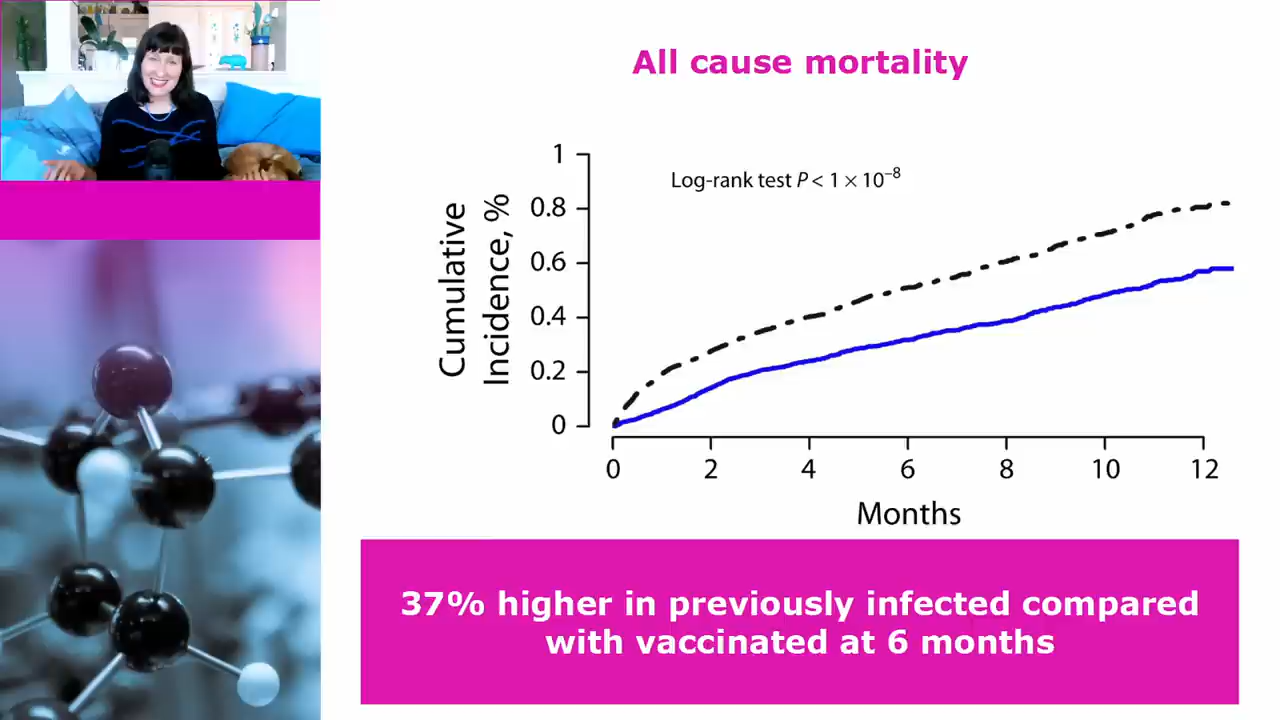 All cause mortality
Log-rank test P < 1 × 10⁻⁸
Cumulative
Incidence, %
1
0.8
0.6
0.4
0.2
0
0 2 4 6 8 10 12
Months
37% higher in previously infected compared
with vaccinated at 6 months